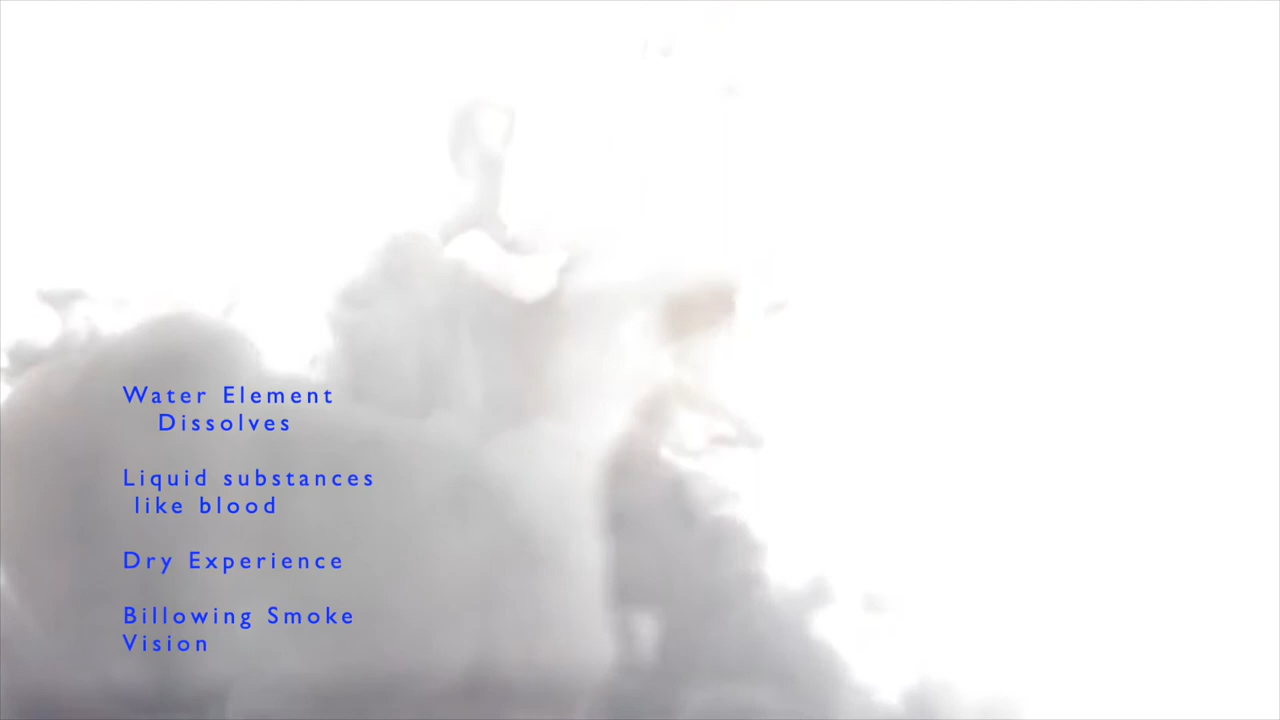 Water Element
Dissolves
Liquid substances
like blood
Dry Experience
Billowing Smoke
Vision